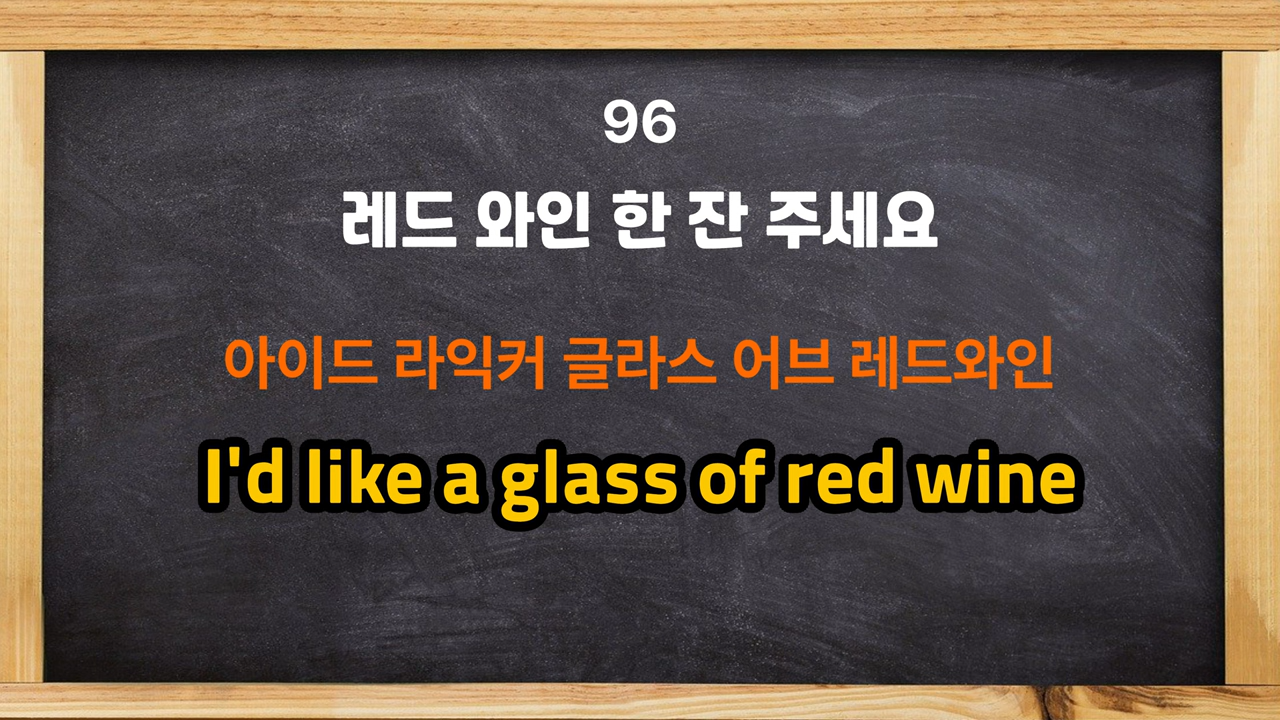 96
레드 와인 한 잔 주세요
아이드 라익커 글라스 어브 레드와인
I'd like a glass of red wine